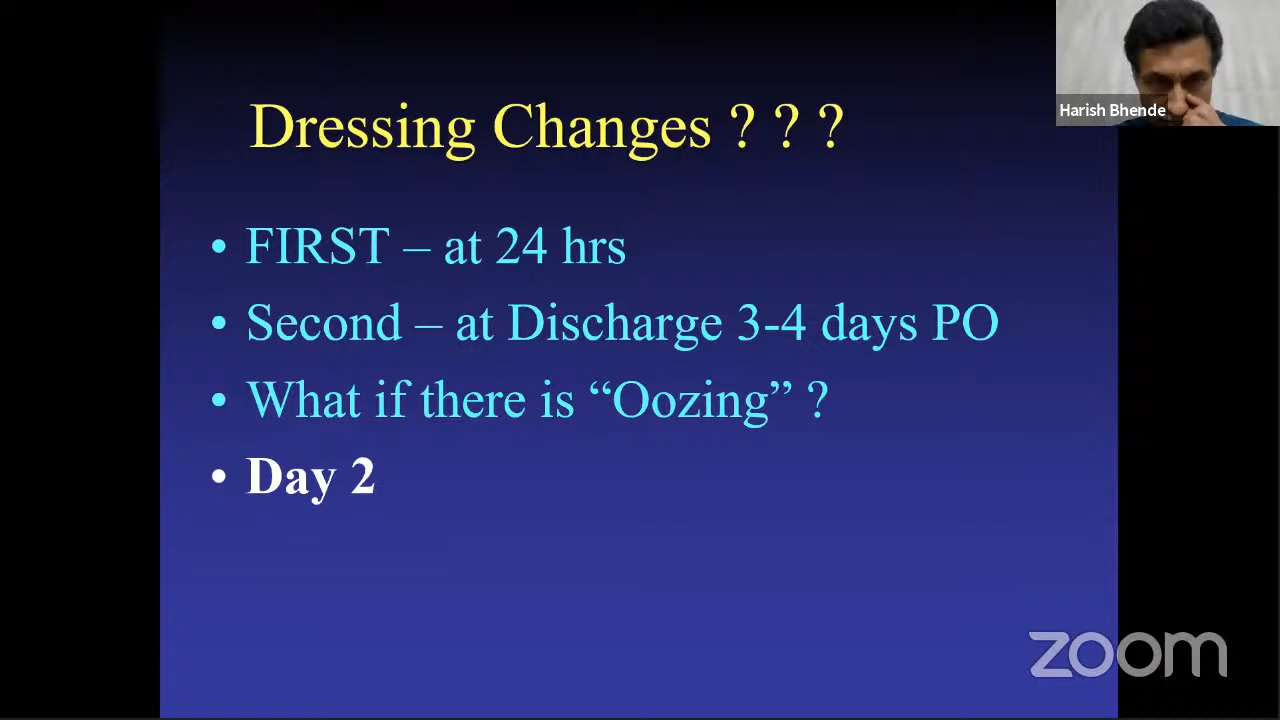 Harish Bhende
Dressing Changes ? ? ?
• FIRST – at 24 hrs
• Second – at Discharge 3-4 days PO
• What if there is “Oozing” ?
• Day 2
zoom